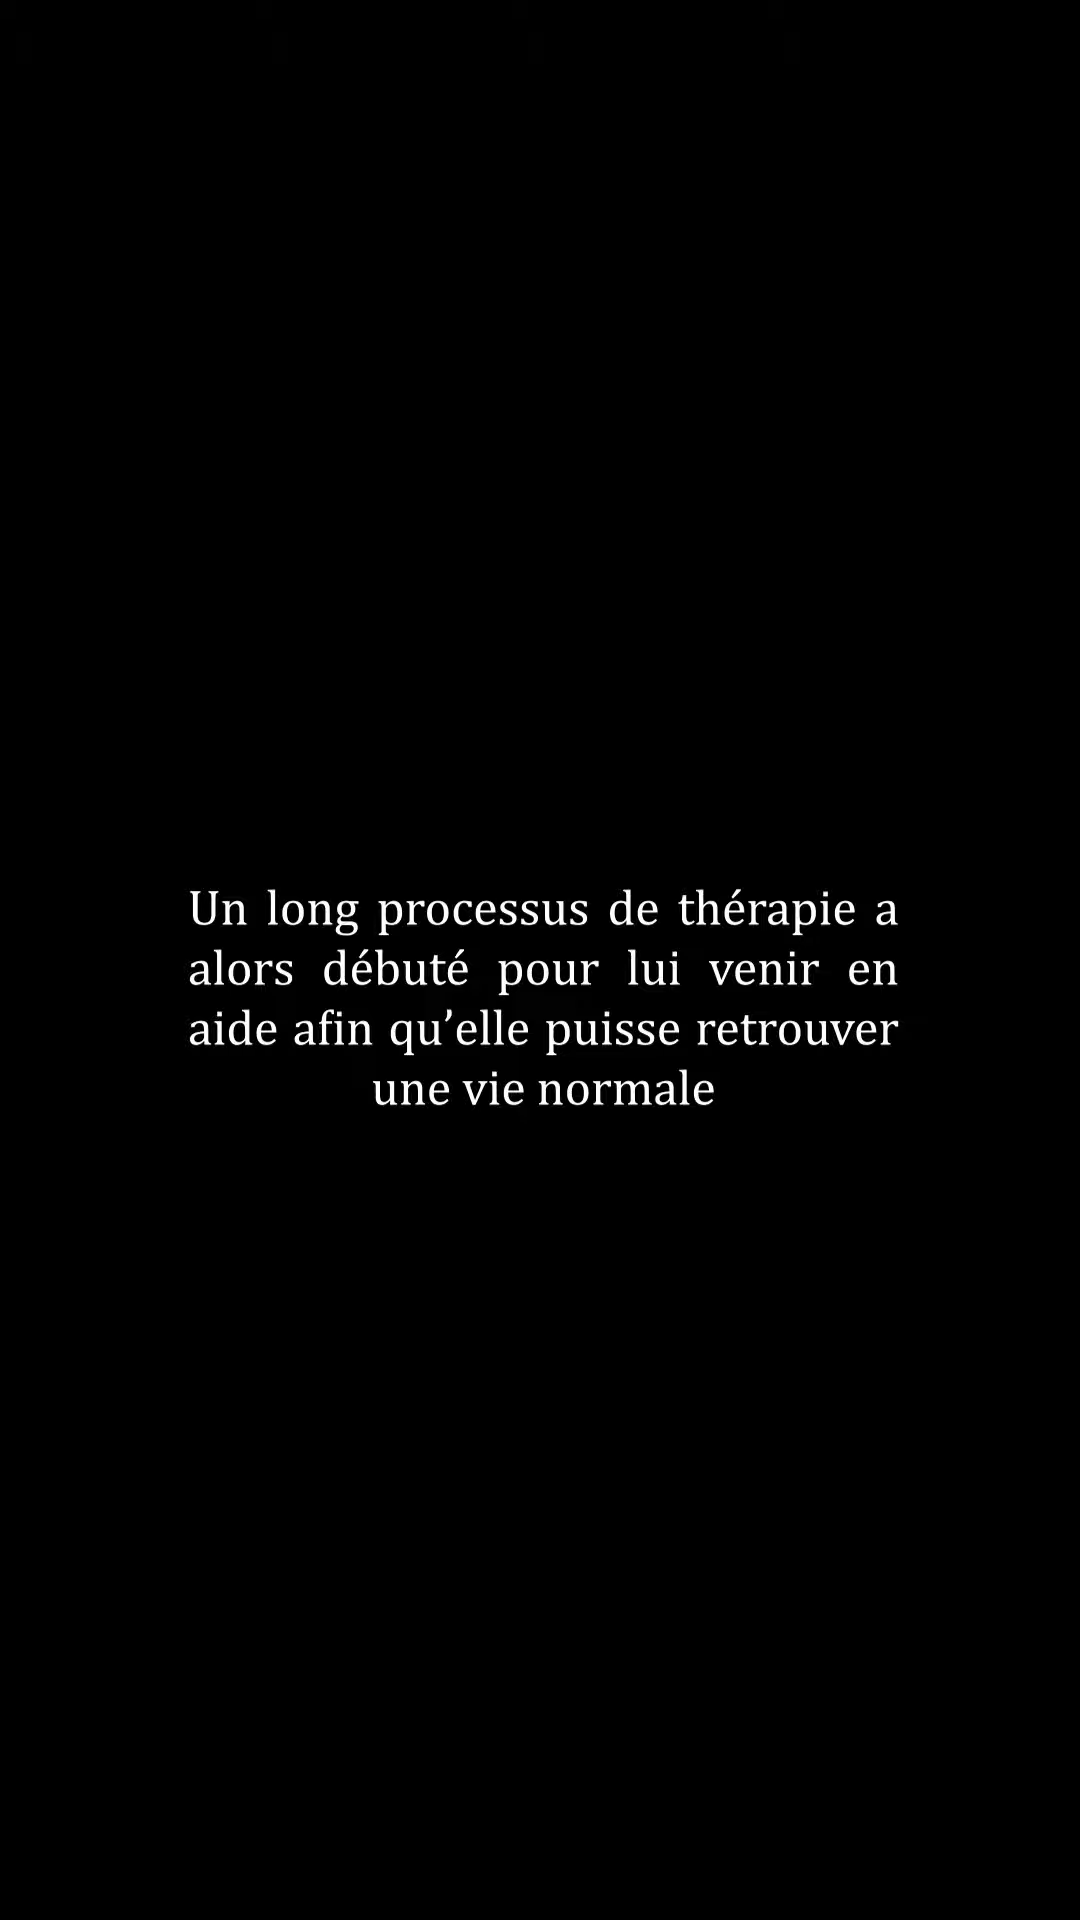 Un long processus de thérapie a
alors débuté pour lui venir en
aide afin qu’elle puisse retrouver
une vie normale